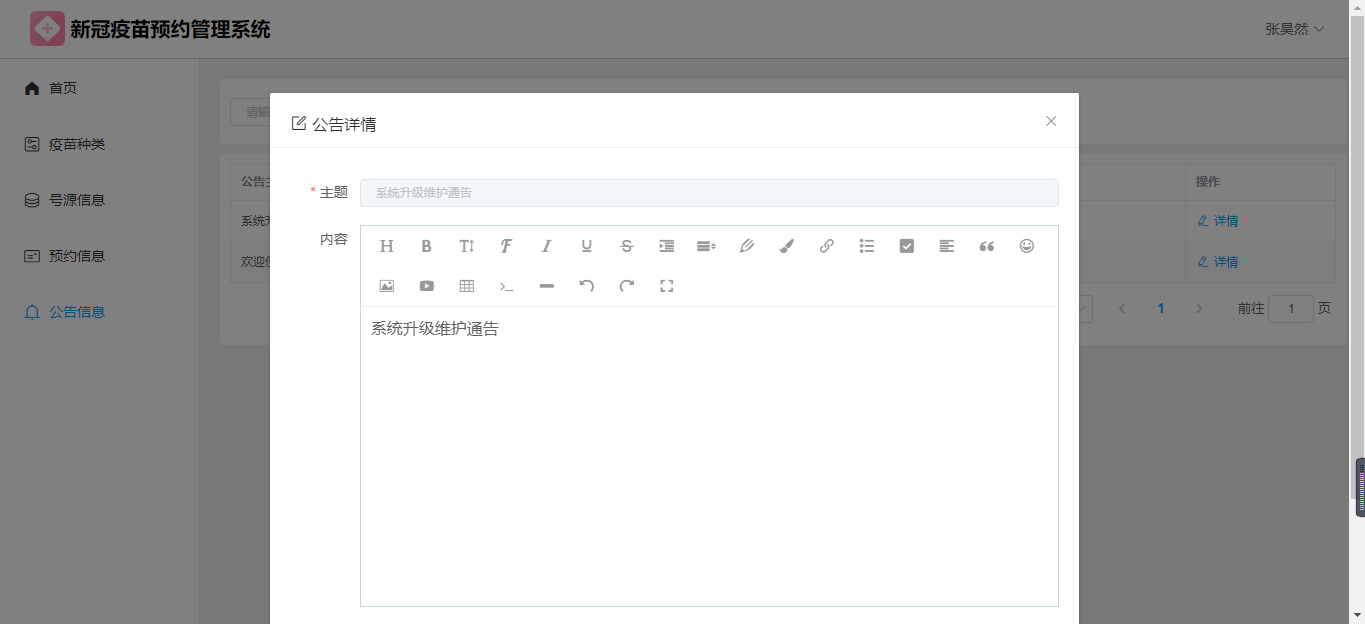 新冠疫苗预约管理系统
张昊然
首页
疫苗种类
号源信息
预约信息
公告信息
请输
公告主
操作
系统升
详情
欢迎使
详情
1
前往 1 页
公告详情
* 主题 系统升级维护通告
内容
系统升级维护通告